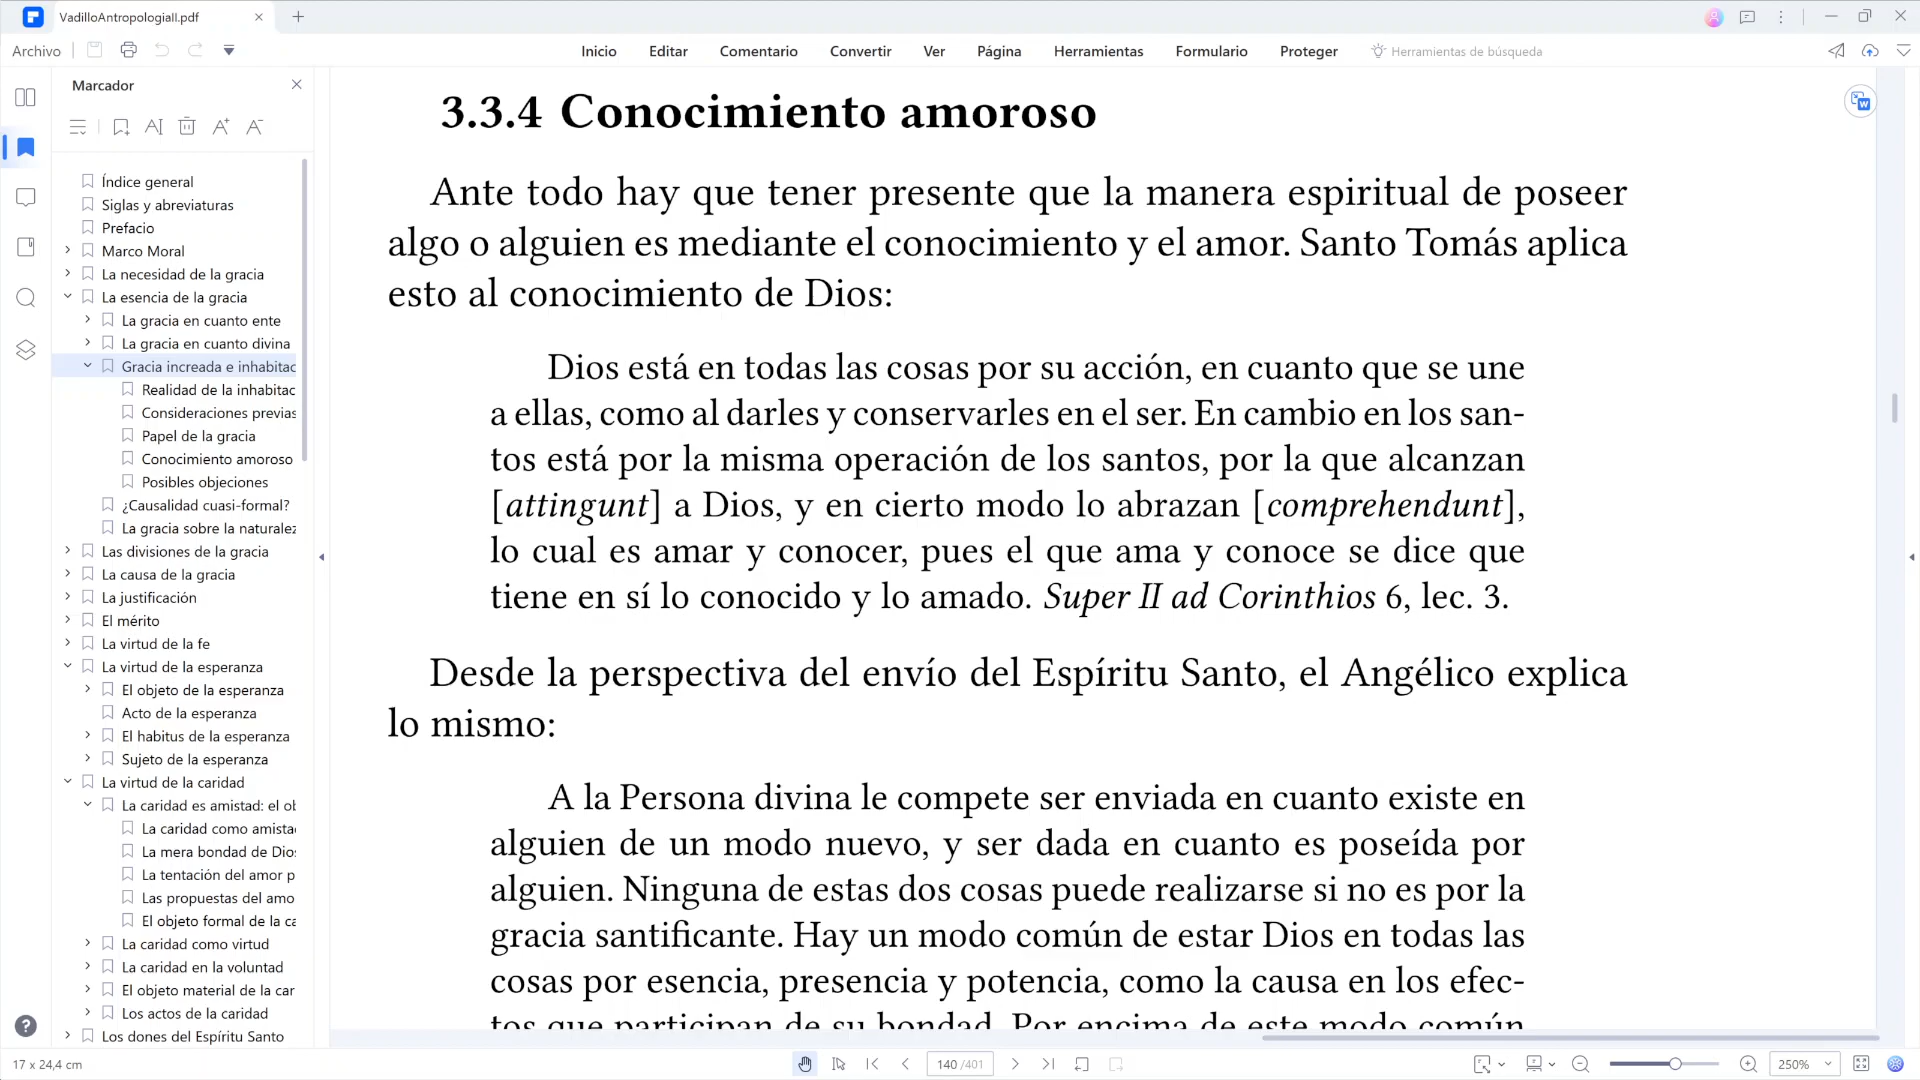 VadilloAntropologiaII.pdf
Archivo
Inicio
Editar
Comentario
Convertir
Ver
Página
Herramientas
Formulario
Proteger
Herramientas de búsqueda
Marcador
Índice general
Siglas y abreviaturas
Prefacio
Marco Moral
La necesidad de la gracia
La esencia de la gracia
La gracia en cuanto ente
La gracia en cuanto divina
Gracia increada e inhabitac
Realidad de la inhabitac
Consideraciones previas
Papel de la gracia
Conocimiento amoroso
Posibles objeciones
¿Causalidad cuasi-formal?
La gracia sobre la naturalez
Las divisiones de la gracia
La causa de la gracia
La justificación
El mérito
La virtud de la fe
La virtud de la esperanza
El objeto de la esperanza
Acto de la esperanza
El habitus de la esperanza
Sujeto de la esperanza
La virtud de la caridad
La caridad es amistad: el ob
La caridad como amista
La mera bondad de Dio
La tentación del amor p
Las propuestas del amo
El objeto formal de la ca
La caridad como virtud
La caridad en la voluntad
El objeto material de la car
Los actos de la caridad
Los dones del Espíritu Santo
3.3.4 Conocimiento amoroso
Ante todo hay que tener presente que la manera espiritual de poseer
algo o alguien es mediante el conocimiento y el amor. Santo Tomás aplica
esto al conocimiento de Dios:
Dios está en todas las cosas por su acción, en cuanto que se une
a ellas, como al darles y conservarles en el ser. En cambio en los san-
tos está por la misma operación de los santos, por la que alcanzan
[attingunt] a Dios, y en cierto modo lo abrazan [comprehendunt],
lo cual es amar y conocer, pues el que ama y conoce se dice que
tiene en sí lo conocido y lo amado. Super II ad Corinthios 6, lec. 3.
Desde la perspectiva del envío del Espíritu Santo, el Angélico explica
lo mismo:
A la Persona divina le compete ser enviada en cuanto existe en
alguien de un modo nuevo, y ser dada en cuanto es poseída por
alguien. Ninguna de estas dos cosas puede realizarse si no es por la
gracia santificante. Hay un modo común de estar Dios en todas las
cosas por esencia, presencia y potencia, como la causa en los efec-
tos que participan de su bondad. Por encima de este modo común
17 x 24,4 cm
140 /401
250%